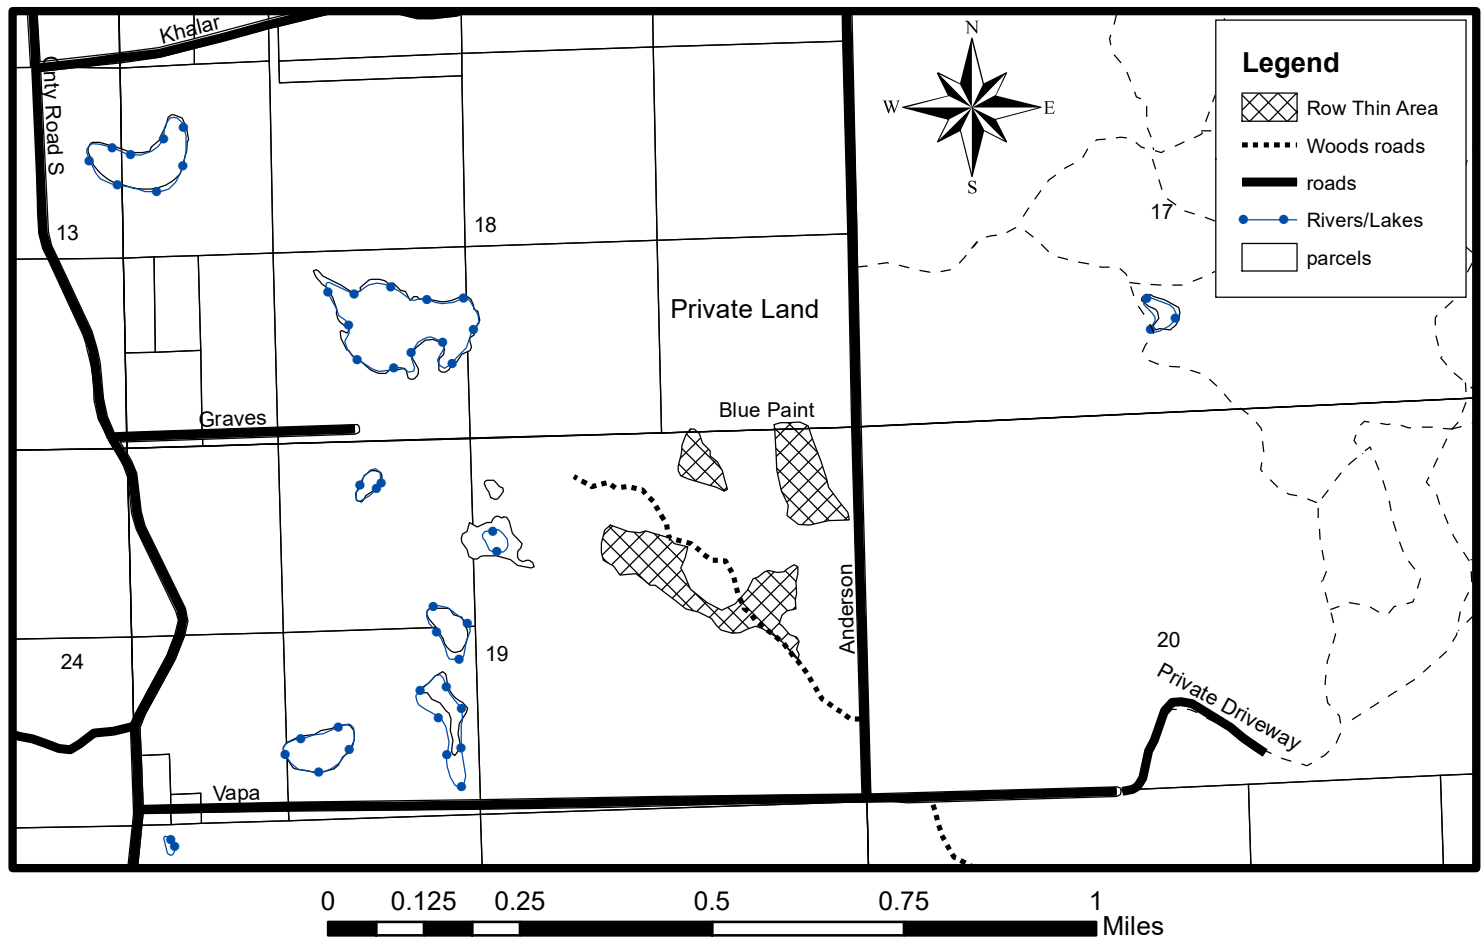 Khalar
unty Road S
N
W
E
S
Legend
Row Thin Area
Woods roads
roads
Rivers/Lakes
parcels
13
18
17
Private Land
Graves
Blue Paint
Anderson
24
19
20
Private Driveway
Vapa
0 0.125 0.25 0.5 0.75 1
Miles